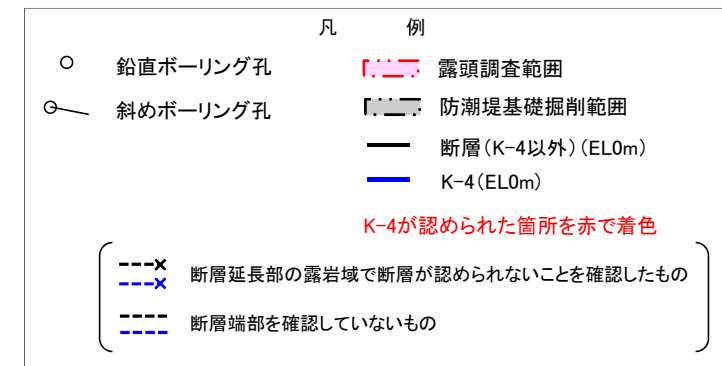 凡 例
鉛直ボーリング孔
斜めボーリング孔
露頭調査範囲
防潮堤基礎掘削範囲
断層(K-4以外)(EL0m)
K-4(EL0m)
K-4が認められた箇所を赤で着色
断層延長部の露岩域で断層が認められないことを確認したもの
断層端部を確認していないもの